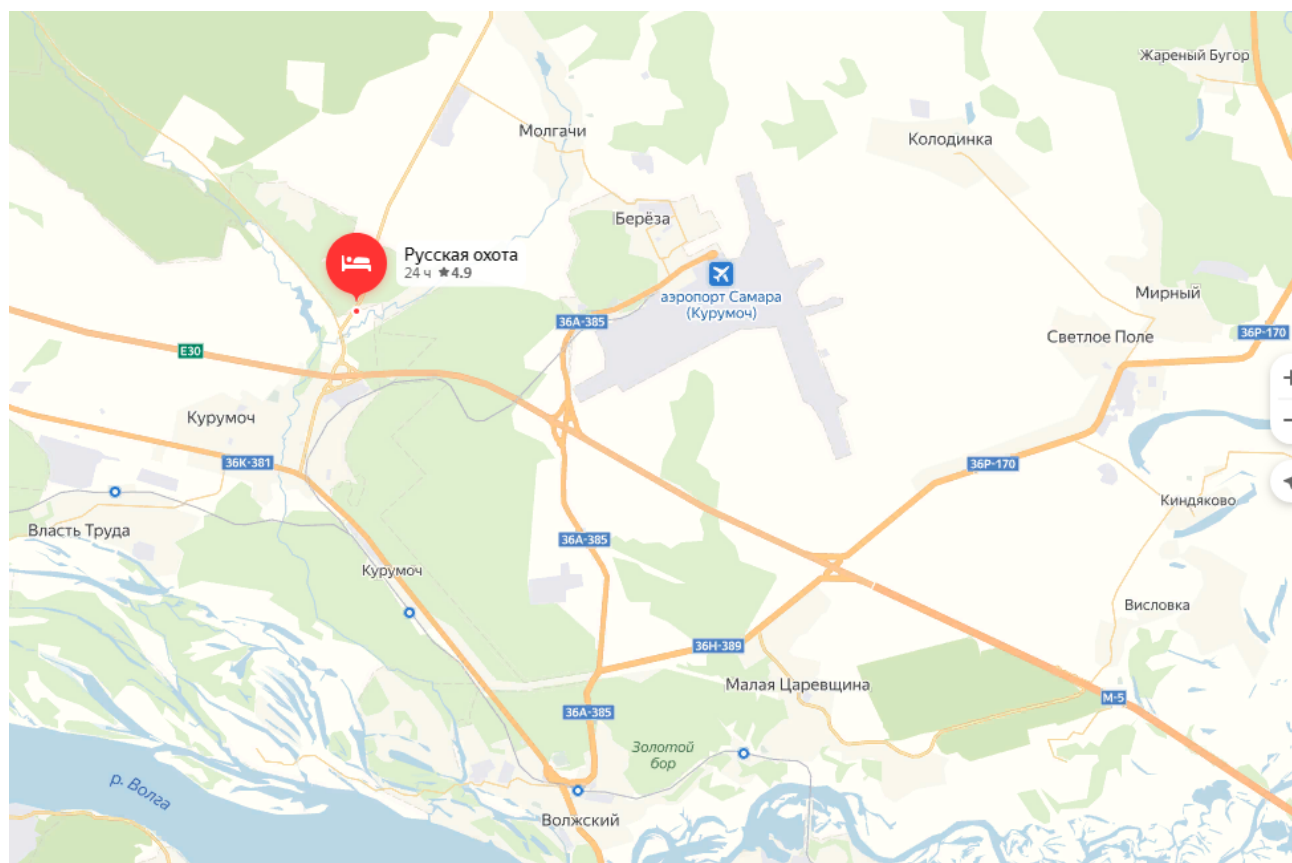 Жареный Бугор
Молгачи
Колодинка
Берёза
Русская охота
24 ч ★4.9
аэропорт Самара
(Курумоч)
Мирный
36А-385
Светлое Поле
36Р-170
E30
Курумоч
36К-381
36Р-170
Киндяково
Власть Труда
36А-385
Курумоч
Висловка
36Н-389
Малая Царевщина
М-5
36А-385
Золотой
бор
р. Волга
Волжский